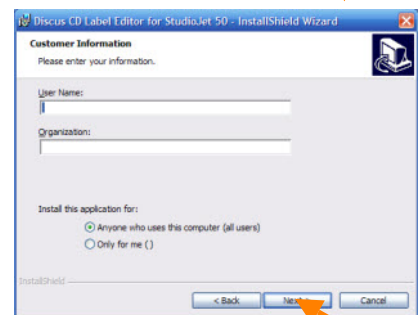 Discus CD Label Editor for StudioJet 50 - InstallShield Wizard
Customer Information
Please enter your information.
User Name:
Organization:
Install this application for:
Anyone who uses this computer (all users)
Only for me ( )
InstallShield
< Back Next > Cancel